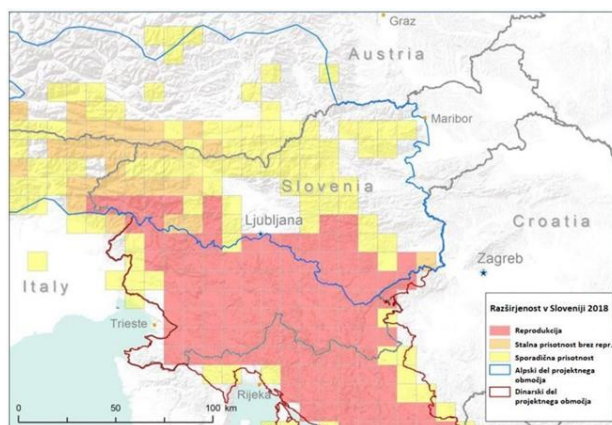 Graz
Austria
Maribor
Slovenia
Ljubljana
Croatia
Zagreb
Italy
Trieste
Rijeka
0 50 100 km
Razširjenost v Sloveniji 2018
Reprodukcija
Stalna prisotnost brez repr.
Sporadična prisotnost
Alpski del projektnega
območja
Dinarski del
projektnega območja